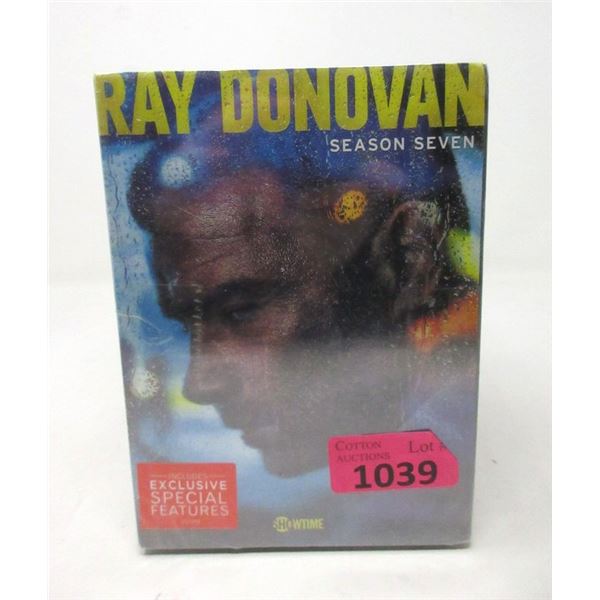 RAY DONOVAN
SEASON SEVEN
COTTON
AUCTIONS
Lot #
1039
INCLUDES
EXCLUSIVE
SPECIAL
FEATURES
SHOWTIME